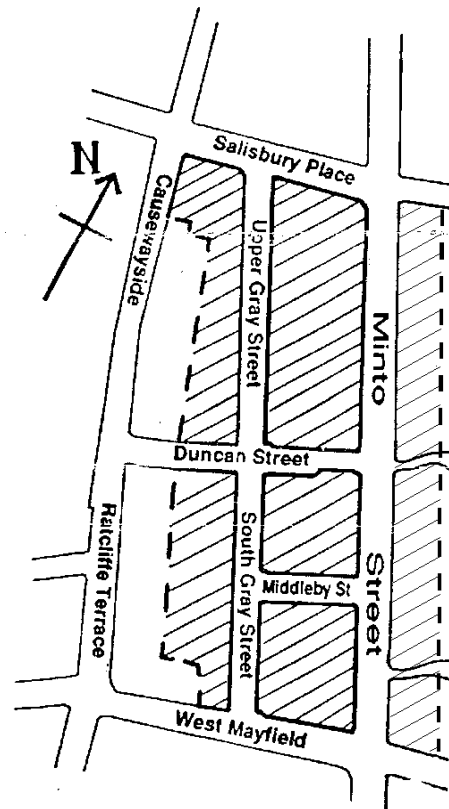 Salisbury Place
N
Causewayside
Upper Gray Street
Minto
Duncan Street
Ratcliffe Terrace
South Gray Street
Middleby St
Street
West Mayfield